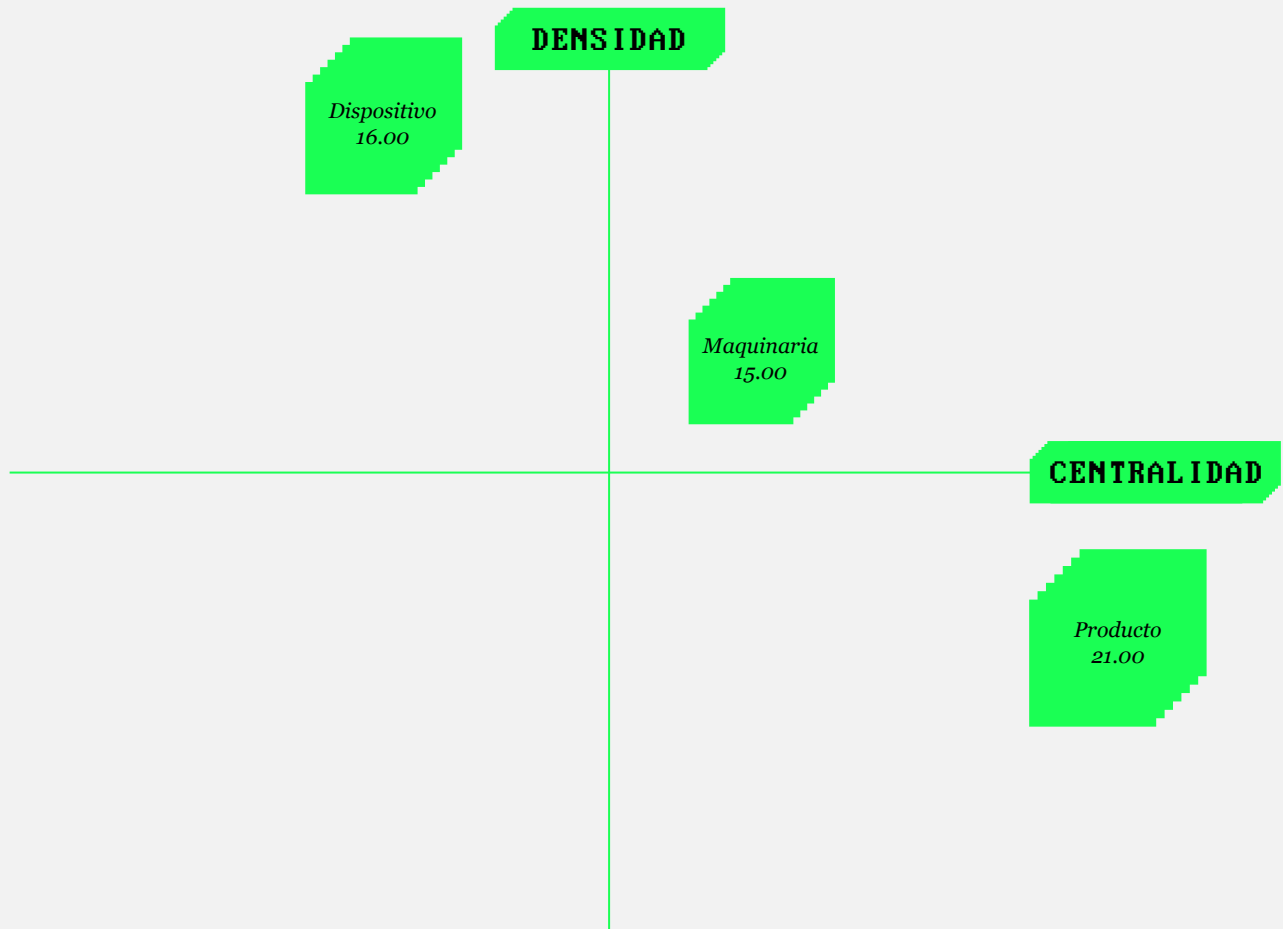 DENSIDAD
Dispositivo
16.00
Maquinaria
15.00
CENTRALIDAD
Producto
21.00